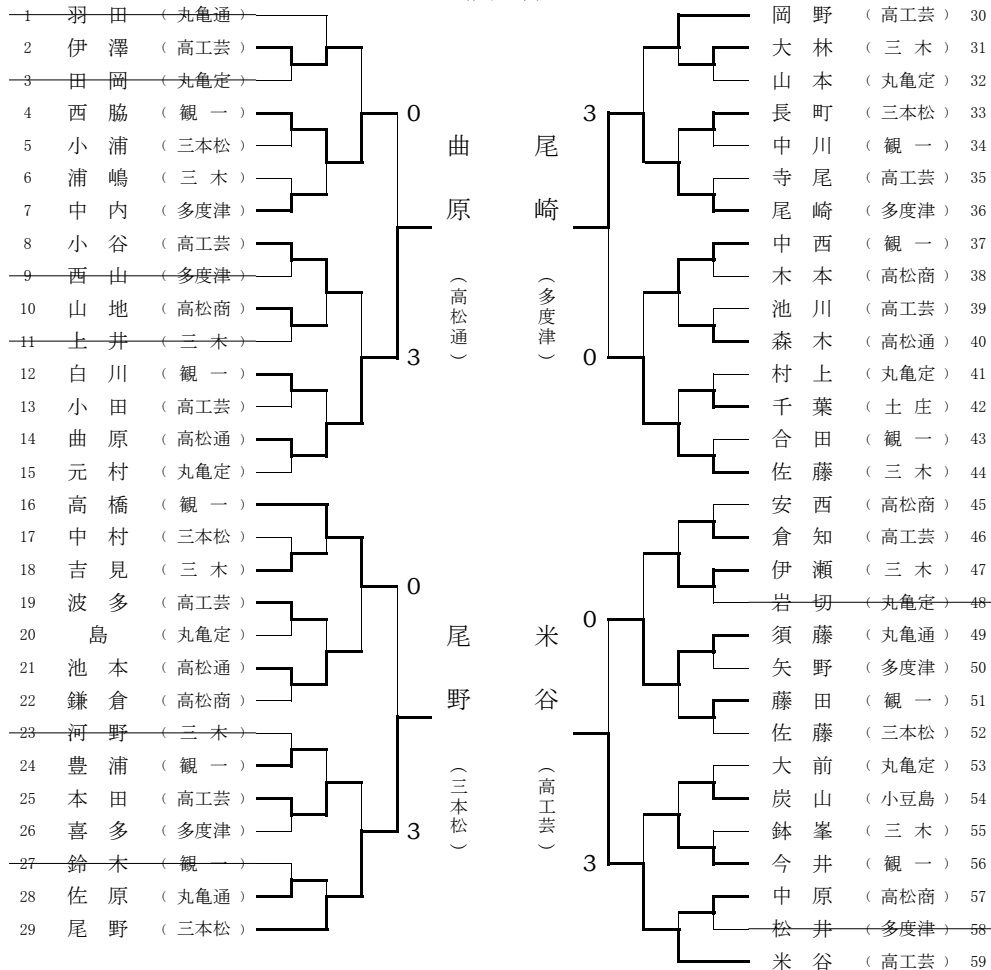 1 羽田 （丸亀通）
2 伊澤 （高工芸）
3 田岡 （丸亀定）
4 西脇 （観一）
5 小浦 （三本松）
6 浦嶋 （三木）
7 中内 （多度津）
8 小谷 （高工芸）
9 西山 （多度津）
10 山地 （高松商）
11 上井 （三木）
12 白川 （観一）
13 小田 （高工芸）
14 曲原 （高松通）
15 元村 （丸亀定）
16 高橋 （観一）
17 中村 （三本松）
18 吉見 （三木）
19 波多 （高工芸）
20 島 （丸亀定）
21 池本 （高松通）
22 鎌倉 （高松商）
23 河野 （三木）
24 豊浦 （観一）
25 本田 （高工芸）
26 喜多 （多度津）
27 鈴木 （観一）
28 佐原 （丸亀通）
29 尾野 （三本松）
0
3
0
3
曲原 （高松通）
尾野 （三本松）
尾崎 （多度津）
米谷 （高工芸）
3
0
0
3
岡野 （高工芸） 30
大林 （三木） 31
山本 （丸亀定） 32
長町 （三本松） 33
中川 （観一） 34
寺尾 （高工芸） 35
尾崎 （多度津） 36
中西 （観一） 37
木本 （高松商） 38
池川 （高工芸） 39
森木 （高松通） 40
村上 （丸亀定） 41
千葉 （土庄） 42
合田 （観一） 43
佐藤 （三木） 44
安西 （高松商） 45
倉知 （高工芸） 46
伊瀬 （三木） 47
岩切 （丸亀定） 48
須藤 （丸亀通） 49
矢野 （多度津） 50
藤田 （観一） 51
佐藤 （三本松） 52
大前 （丸亀定） 53
炭山 （小豆島） 54
鉢峯 （三木） 55
今井 （観一） 56
中原 （高松商） 57
松井 （多度津） 58
米谷 （高工芸） 59